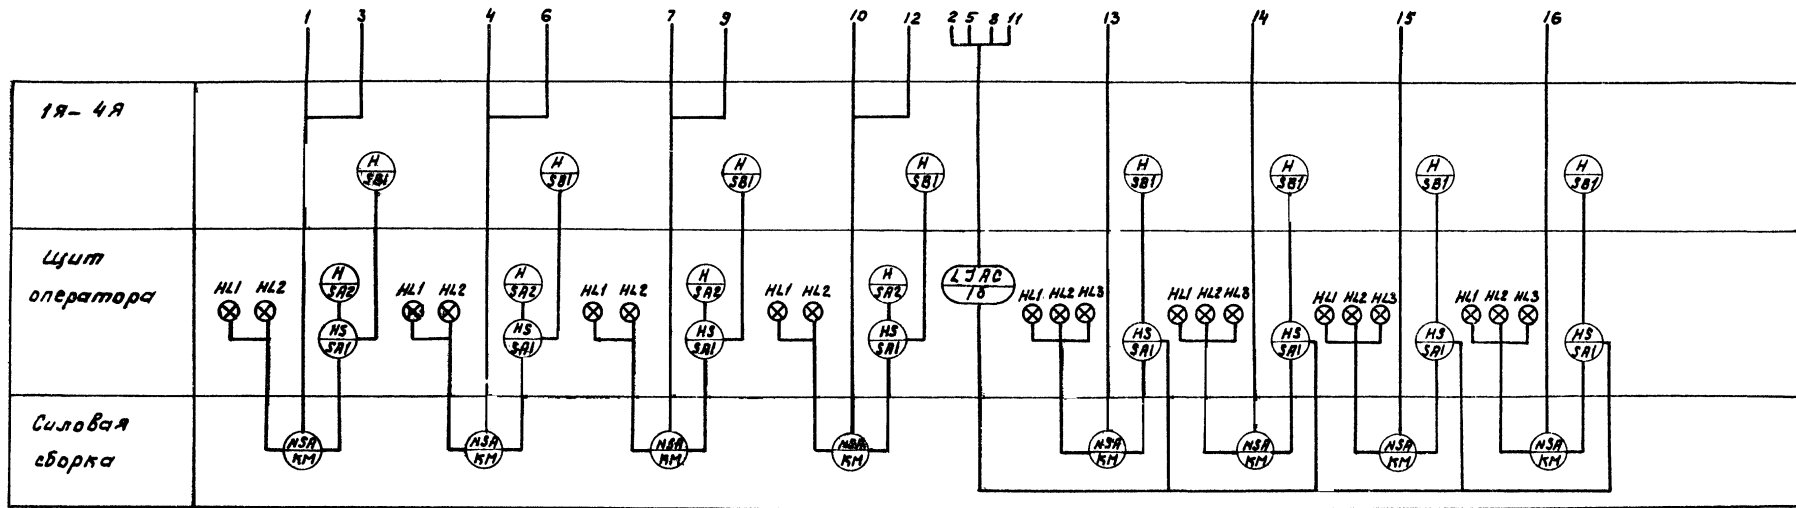 1 3 4 6 7 9 10 12 2 5 8 11 13 14 15 16
1Я - 4Я
H H H H H H H H
SB1 SB1 SB1 SB1 SB1 SB1 SB1 SB1
Щит
оператора
HL1 HL2 HL1 HL2 HL1 HL2 HL1 HL2 HL1 HL2 HL3 HL1 HL2 HL3 HL1 HL2 HL3 HL1 HL2 HL3
H H H H
SA2 SA2 SA2 SA2
LJAC
18
HS HS HS HS HS HS HS HS
SA1 SA1 SA1 SA1 SA1 SA1 SA1 SA1
Силовая
сборка
NSA NSA NSA NSA NSA NSA NSA NSA
KM KM KM KM KM KM KM KM